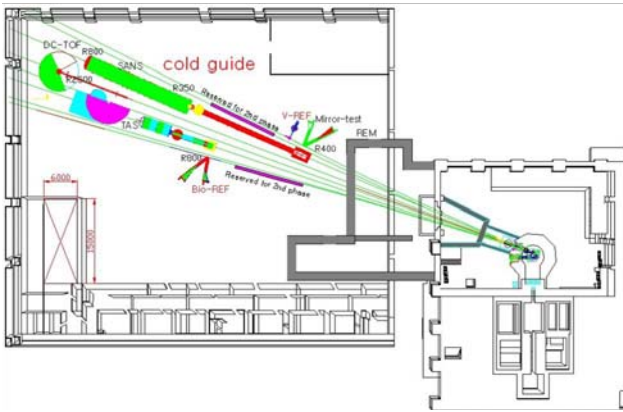 DC-TOF
R800
SANS
cold guide
R2500
R350
Reserved for 2nd phase
V-REF
Mirror-test
TAS
R400
REM
R800
Bio-REF
Reserved for 2nd phase
6000
15000